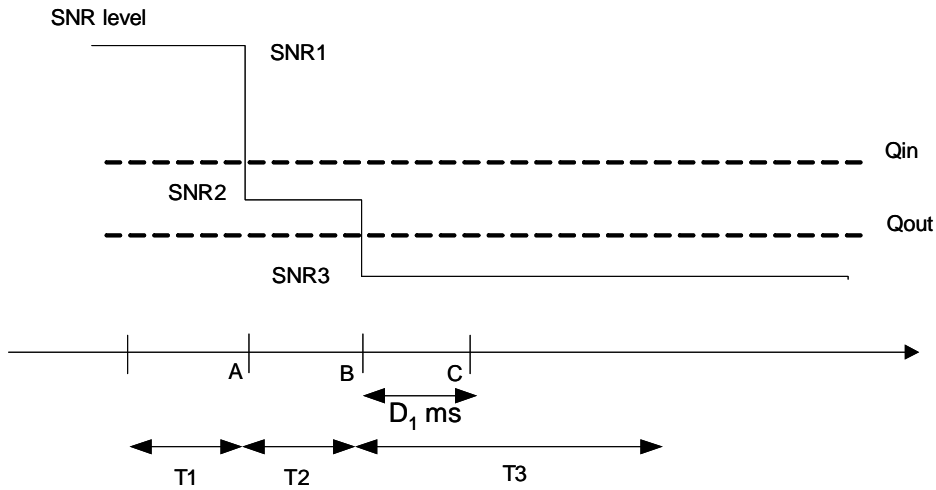 SNR level
SNR1
Qin
SNR2
Qout
SNR3
A
B
C
D₁ ms
T1
T2
T3